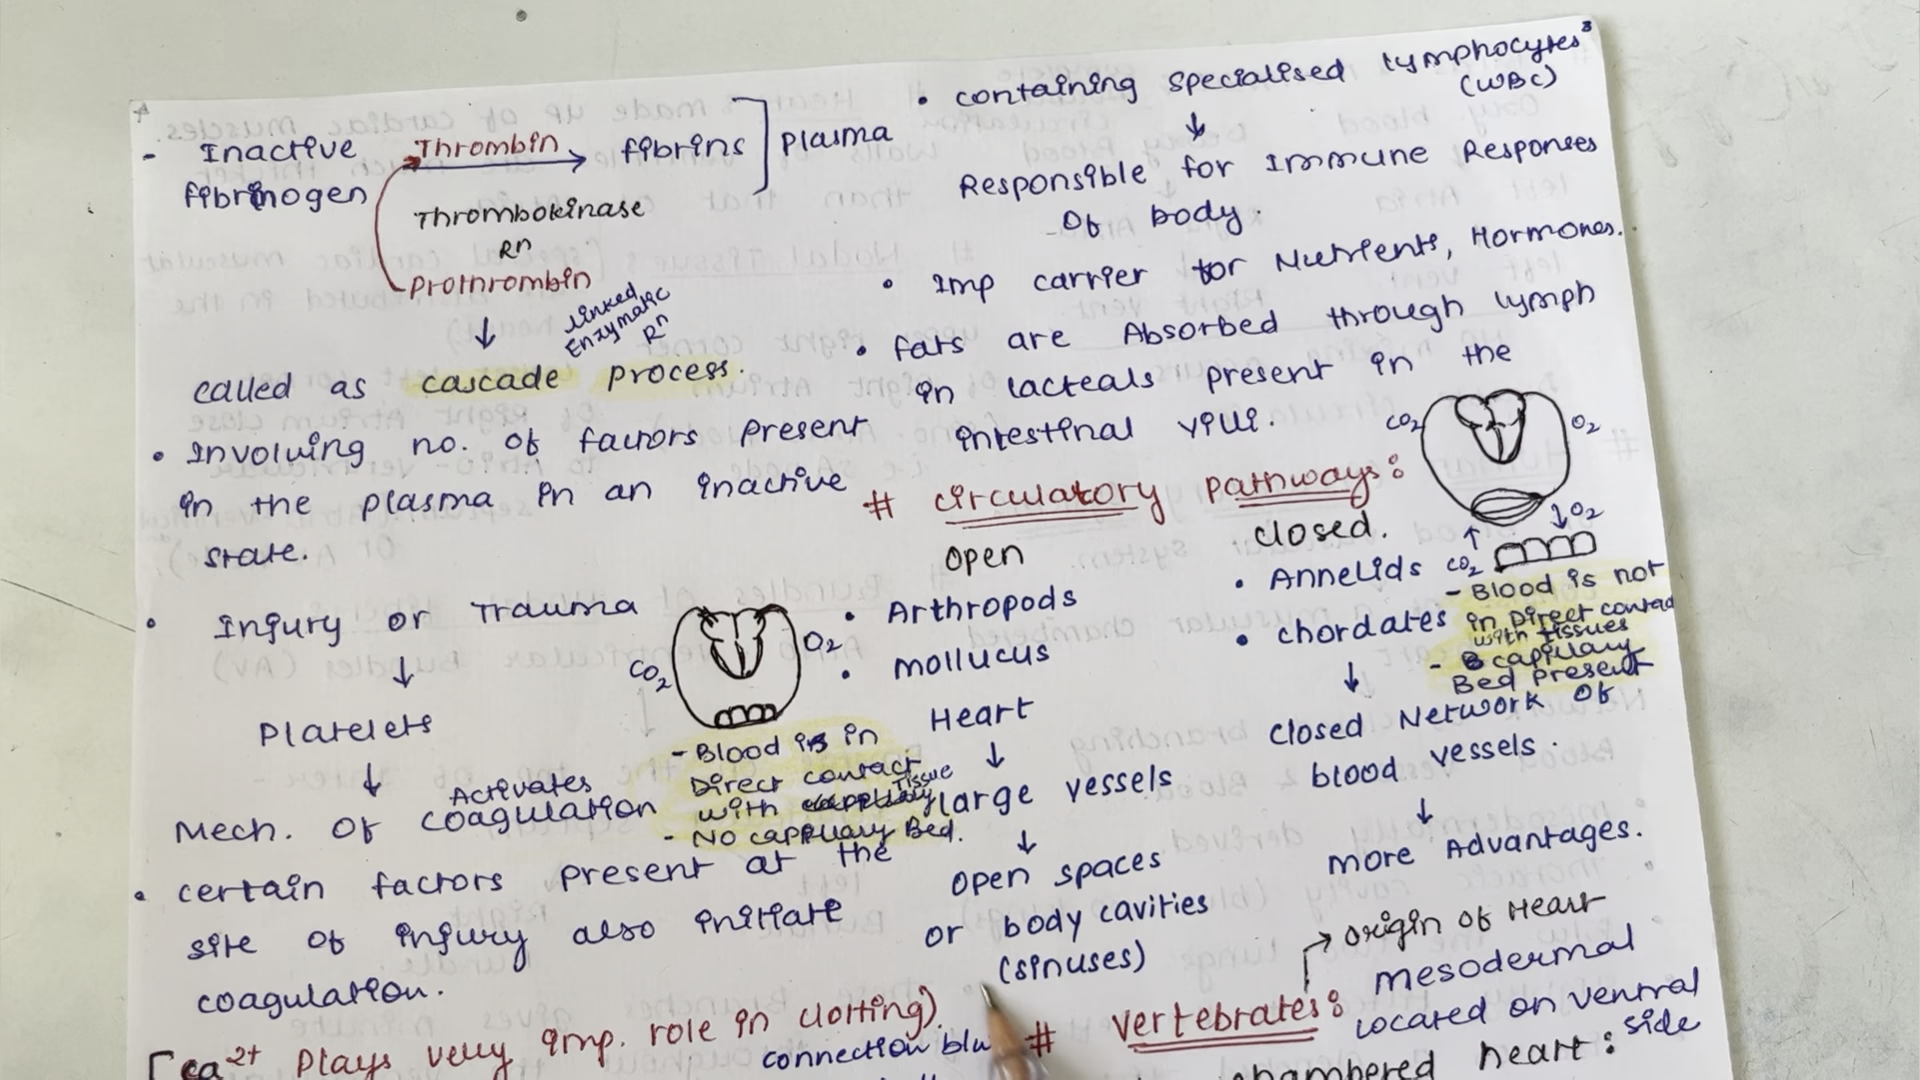 - Inactive fibrinogen Thrombin fibrins ] plasma
Thrombokinase
Rn
Prothrombin
linked
Enzymatic
Rn
called as cascade process.
• Involving no. of factors present
in the plasma in an inactive
state.
• Injury or Trauma
Platelets
Activates
Mech. of coagulation
• certain factors present at the
site of injury also initiate
coagulation.
[ca2+ Plays very imp. role in clotting).
CO2
O2
- Blood is in
Direct contact
with Tissue
- No capillary Bed.
• containing specialised lymphocytes
(WBC)
Responsible for Immune Responses
of body.
• Imp carrier for Nutrients, Hormones.
• fats are Absorbed through lymph
in lacteals present in the
intestinal villi.
# circulatory pathways:
open
• Arthropods
• mollucus
Heart
large vessels
open spaces
or body cavities
(sinuses)
closed.
• Annelids
• chordates
closed Network of
blood vessels.
more Advantages.
CO2
O2
O2
CO2
- Blood is not
in Direct contact
with tissues
- capillary
Bed present
connection b/w
# vertebrates:
origin of Heart
mesodermal
located on ventral
side
chambered heart: